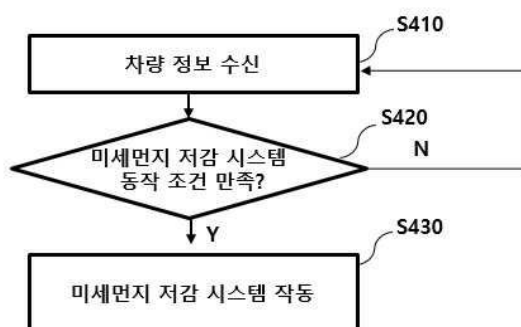 S410
차량 정보 수신
S420
미세먼지 저감 시스템
동작 조건 만족?
N
Y
S430
미세먼지 저감 시스템 작동